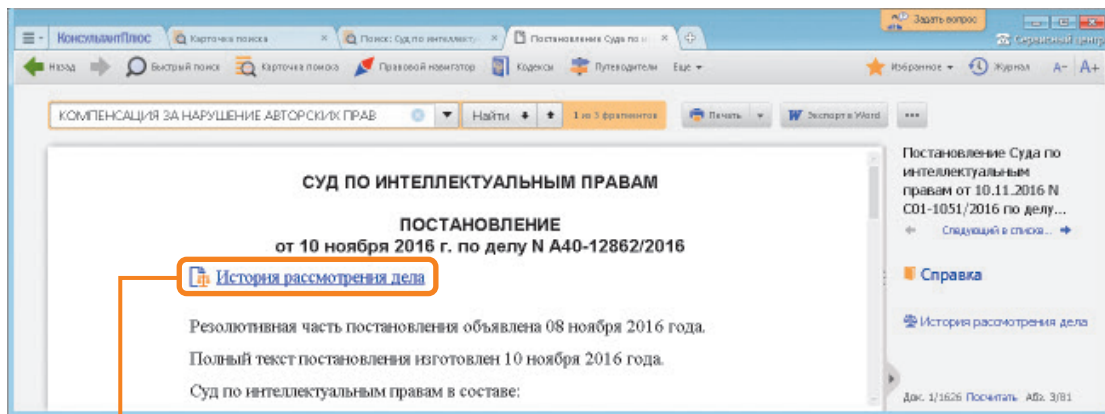 Задать вопрос
КонсультантПлюс
Карточка поиска
Поиск: Суд по интеллекту
Постановление Суда по и
Сервисный центр
Назад
Быстрый поиск
Карточка поиска
Правовой навигатор
Кодексы
Путеводители
Еще
Избранное
Журнал
А- А+
КОМПЕНСАЦИЯ ЗА НАРУШЕНИЕ АВТОРСКИХ ПРАВ
Найти
1 из 3 фрагментов
Печать
Экспорт в Word
СУД ПО ИНТЕЛЛЕКТУАЛЬНЫМ ПРАВАМ
ПОСТАНОВЛЕНИЕ
от 10 ноября 2016 г. по делу N А40-12862/2016
История рассмотрения дела
Резолютивная часть постановления объявлена 08 ноября 2016 года.
Полный текст постановления изготовлен 10 ноября 2016 года.
Суд по интеллектуальным правам в составе:
Постановление Суда по
интеллектуальным
правам от 10.11.2016 N
С01-1051/2016 по делу...
Следующий в списке...
Справка
История рассмотрения дела
Док. 1/1626 Посчитать Абз. 3/81